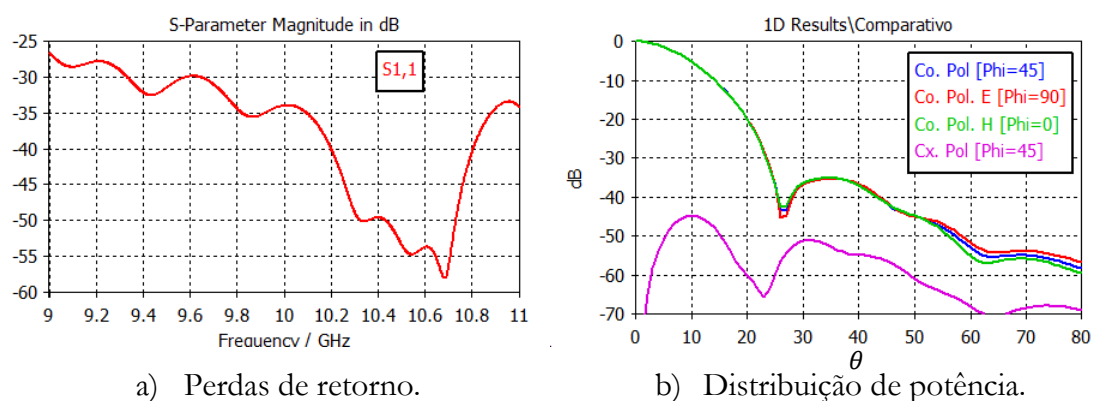 S-Parameter Magnitude in dB
-25
-30
-35
-40
-45
-50
-55
-60
S1,1
9 9.2 9.4 9.6 9.8 10 10.2 10.4 10.6 10.8 11
Frequency / GHz
a) Perdas de retorno.
1D Results\Comparativo
0
-10
-20
-30
-40
-50
-60
-70
dB
Co. Pol [Phi=45]
Co. Pol. E [Phi=90]
Co. Pol. H [Phi=0]
Cx. Pol [Phi=45]
0 10 20 30 40 50 60 70 80
θ
b) Distribuição de potência.